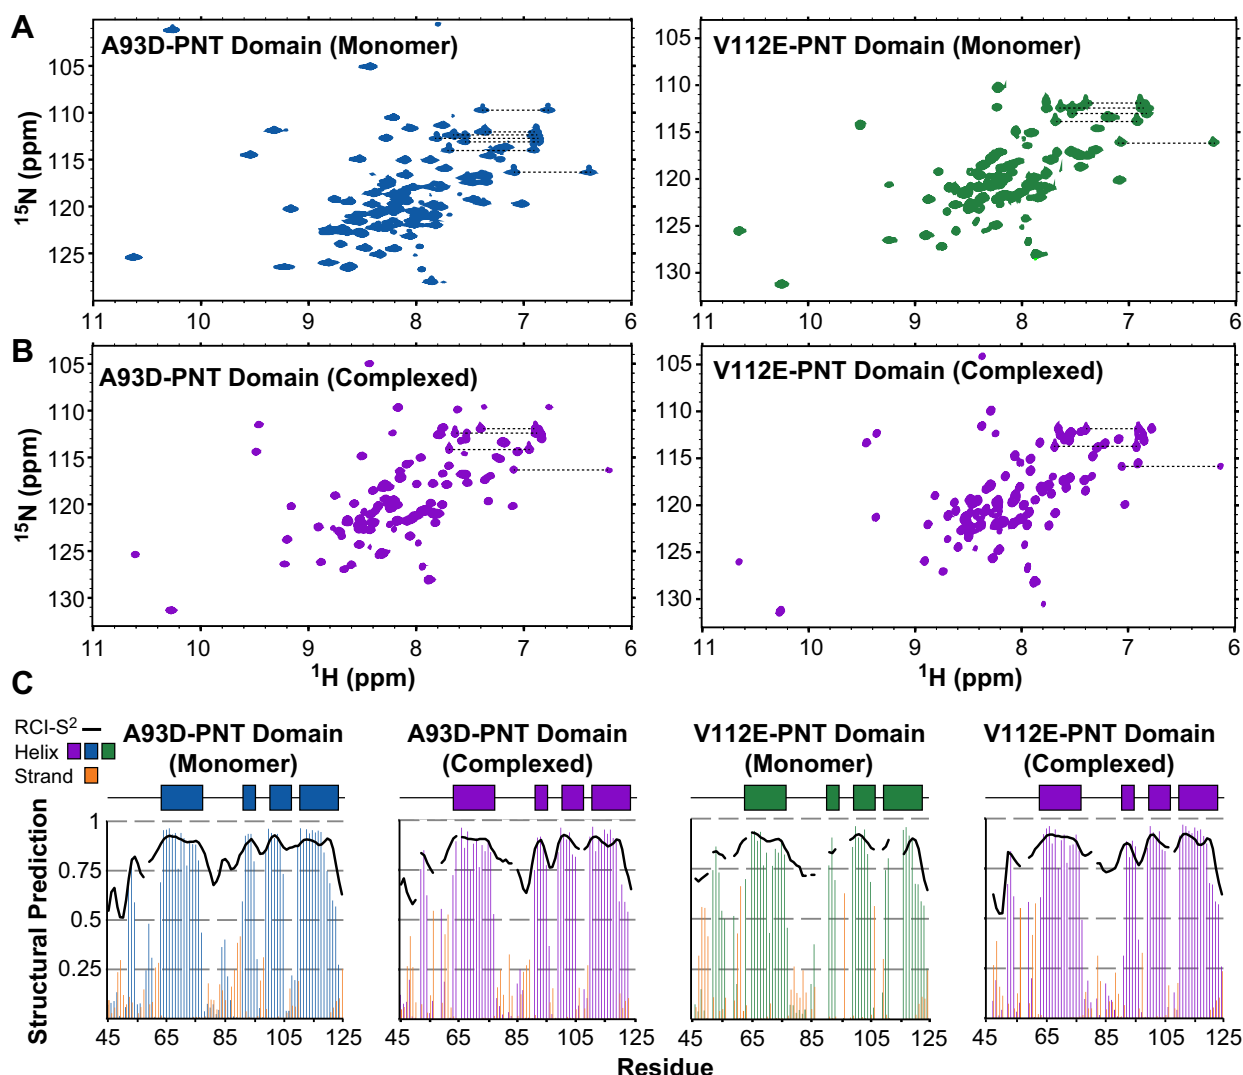 A
A93D-PNT Domain (Monomer)
V112E-PNT Domain (Monomer)
15N (ppm)
105
110
115
120
125
105
110
115
120
125
130
11 10 9 8 7 6
11 10 9 8 7 6
B
A93D-PNT Domain (Complexed)
V112E-PNT Domain (Complexed)
15N (ppm)
105
110
115
120
125
130
105
110
115
120
125
130
11 10 9 8 7 6
11 10 9 8 7 6
1H (ppm)
1H (ppm)
C
RCI-S2
Helix
Strand
A93D-PNT Domain
(Monomer)
A93D-PNT Domain
(Complexed)
V112E-PNT Domain
(Monomer)
V112E-PNT Domain
(Complexed)
Structural Prediction
1
0.75
0.5
0.25
45 65 85 105 125
45 65 85 105 125
45 65 85 105 125
45 65 85 105 125
Residue